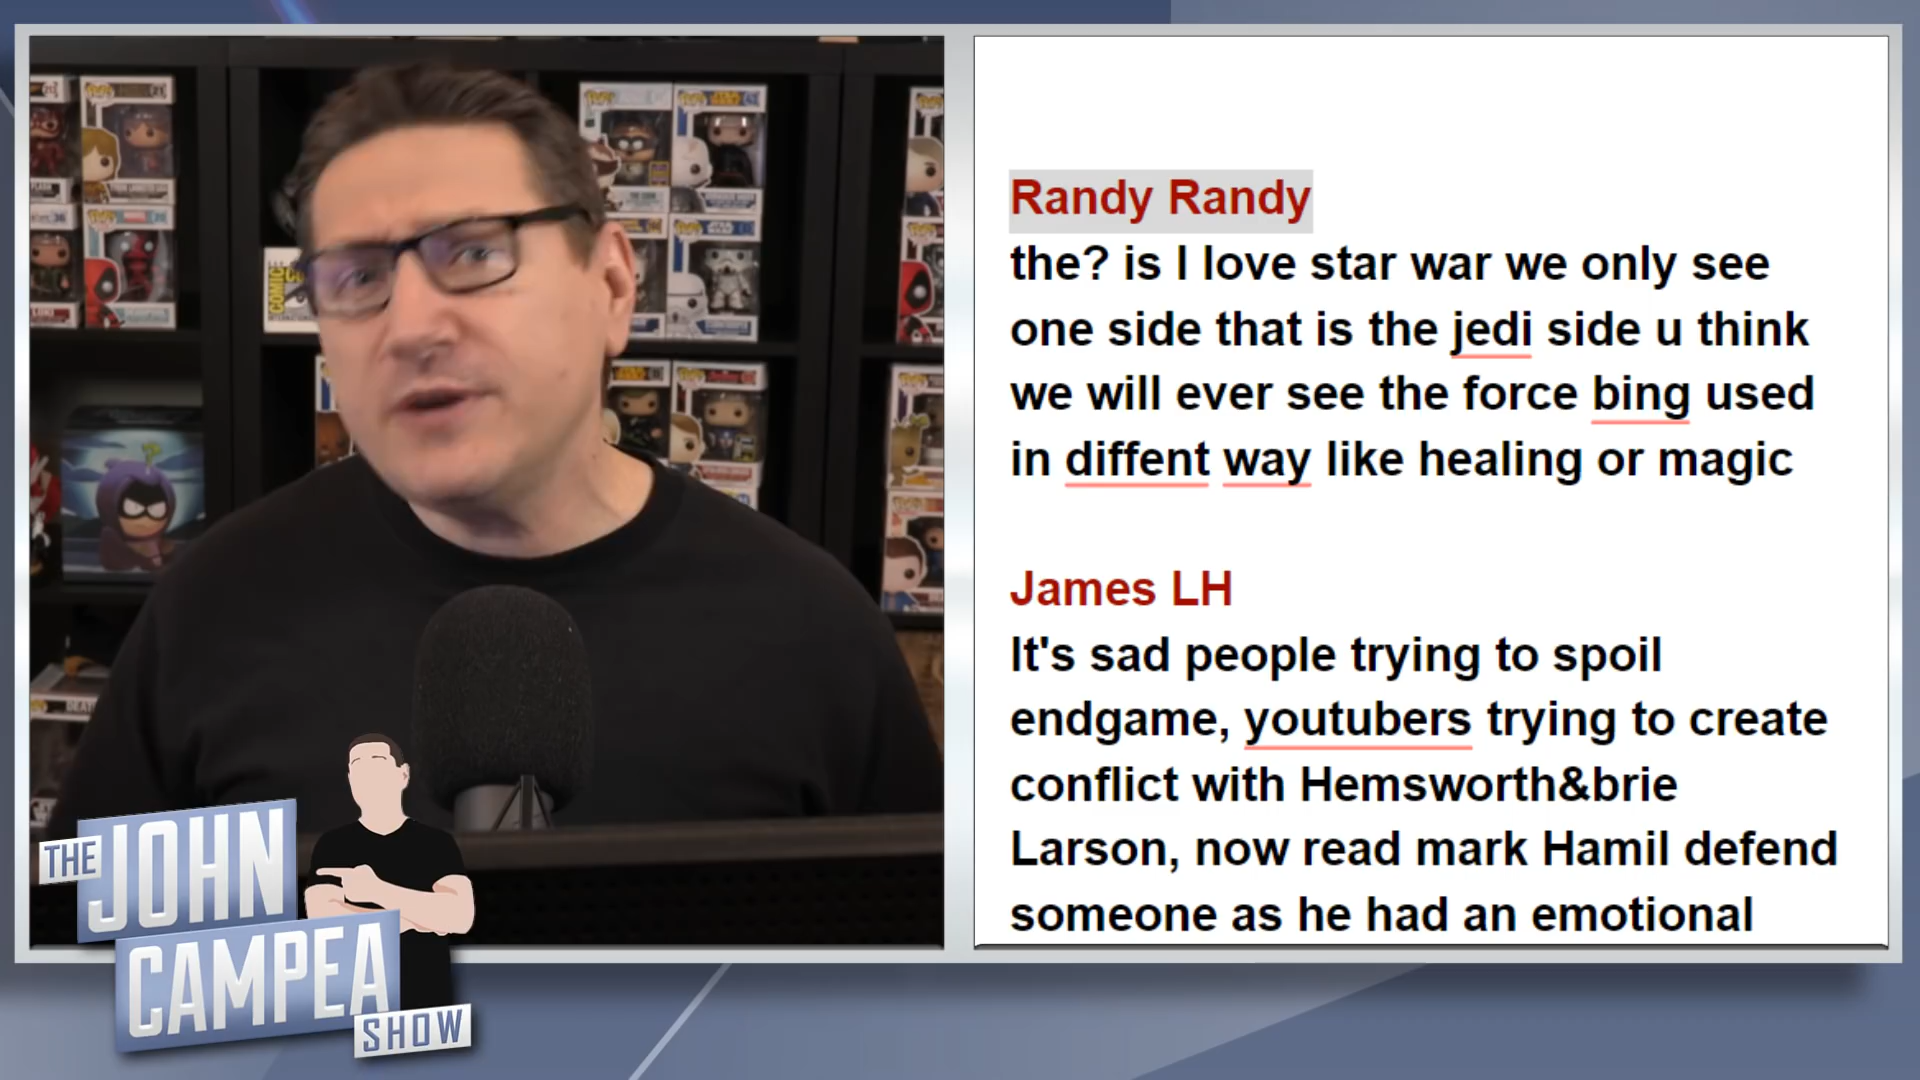 Randy Randy
the? is I love star war we only see
one side that is the jedi side u think
we will ever see the force bing used
in diffent way like healing or magic
James LH
It's sad people trying to spoil
endgame, youtubers trying to create
conflict with Hemsworth&brie
Larson, now read mark Hamil defend
someone as he had an emotional
THE
JOHN
CAMPEA
SHOW
COMIC